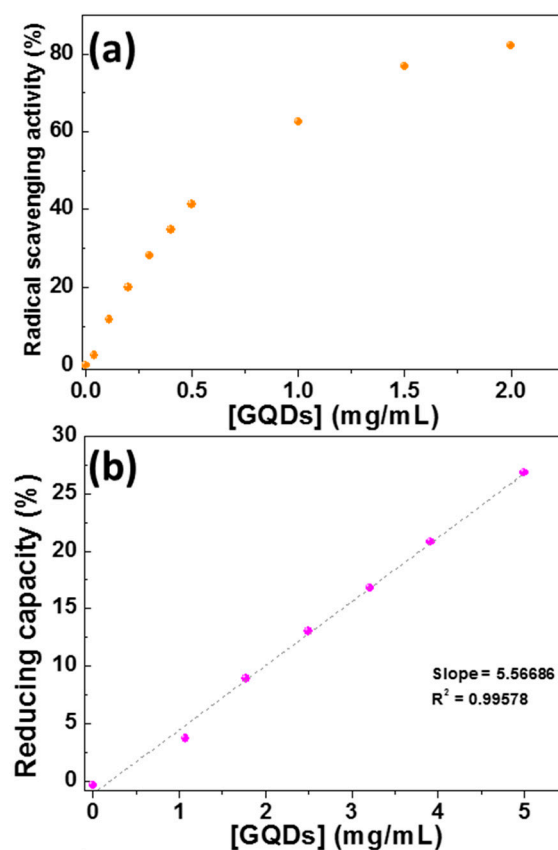 (a)
Radical scavenging activity (%)
80
60
40
20
0
0.0 0.5 1.0 1.5 2.0
[GQDs] (mg/mL)
(b)
Reducing capacity (%)
30
25
20
15
10
5
0
Slope = 5.56686
R² = 0.99578
0 1 2 3 4 5
[GQDs] (mg/mL)